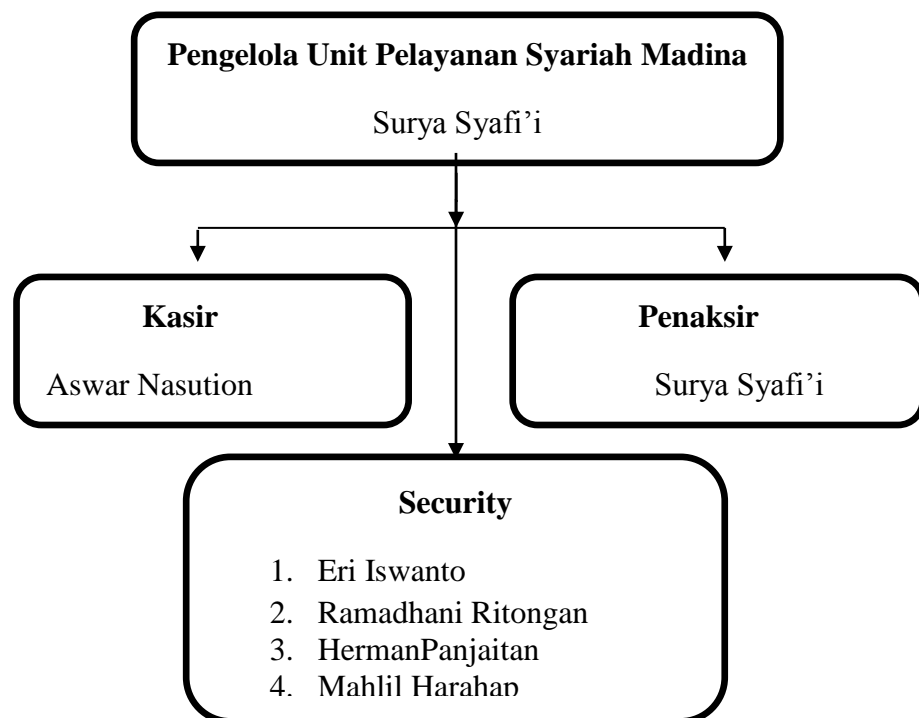 Pengelola Unit Pelayanan Syariah Madina
Surya Syafi’i
Kasir
Aswar Nasution
Penaksir
Surya Syafi’i
Security
1. Eri Iswanto
2. Ramadhani Ritongan
3. HermanPanjaitan
4. Mahlil Harahap